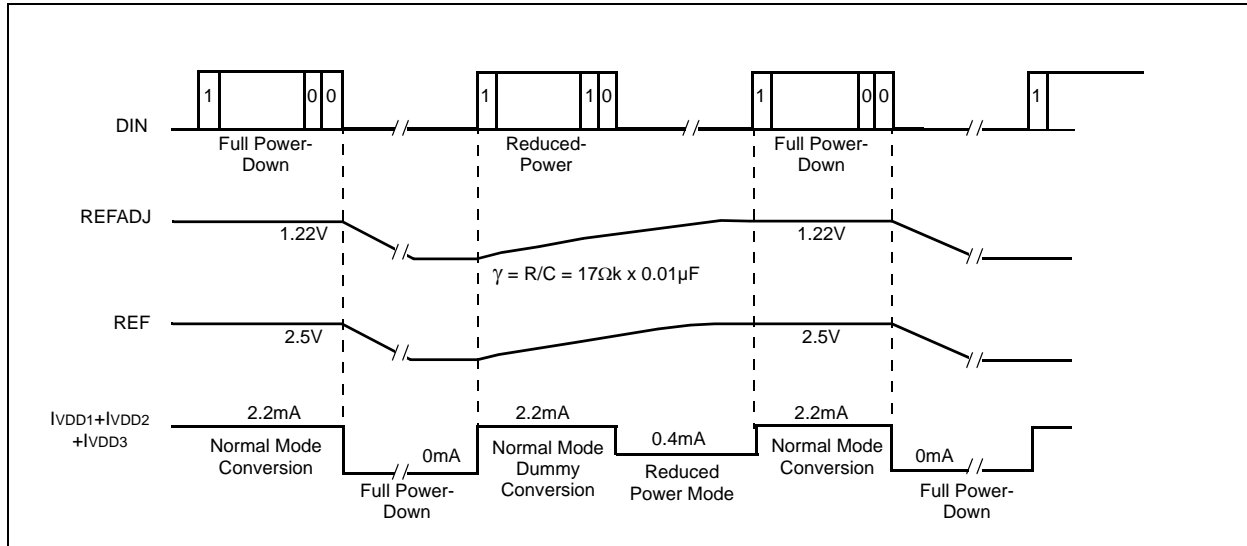 1 0 0 1 1 0 1 0 0 1
DIN
Full Power-
Down
Reduced-
Power
Full Power-
Down
REFADJ
1.22V
1.22V
γ = R/C = 17Ωk x 0.01µF
REF
2.5V
2.5V
IVDD1+IVDD2
+IVDD3
2.2mA
2.2mA
2.2mA
Normal Mode
Conversion
0mA
Normal Mode
Dummy
Conversion
0.4mA
Reduced
Power Mode
Normal Mode
Conversion
0mA
Full Power-
Down
Full Power-
Down